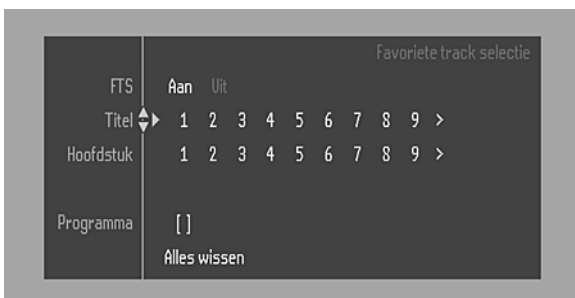 Favoriete track selectie
FTS Aan Uit
Titel 1 2 3 4 5 6 7 8 9 >
Hoofdstuk 1 2 3 4 5 6 7 8 9 >
Programma [ ]
Alles wissen